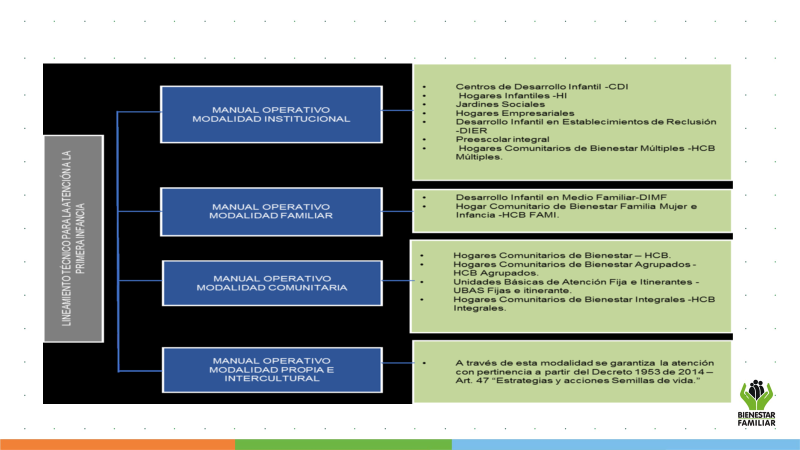 LINEAMIENTO TÉCNICO PARA LA ATENCIÓN A LA
PRIMERA INFANCIA
MANUAL OPERATIVO
MODALIDAD INSTITUCIONAL
• Centros de Desarrollo Infantil -CDI
• Hogares Infantiles -HI
• Jardines Sociales
• Hogares Empresariales
• Desarrollo Infantil en Establecimientos de Reclusión
-DIER
• Preescolar integral
• Hogares Comunitarios de Bienestar Múltiples -HCB
Múltiples.
MANUAL OPERATIVO
MODALIDAD FAMILIAR
• Desarrollo Infantil en Medio Familiar-DIMF
• Hogar Comunitario de Bienestar Familia Mujer e
Infancia -HCB FAMI.
MANUAL OPERATIVO
MODALIDAD COMUNITARIA
• Hogares Comunitarios de Bienestar – HCB.
• Hogares Comunitarios de Bienestar Agrupados -
HCB Agrupados.
• Unidades Básicas de Atención Fija e Itinerantes -
UBAS Fijas e itinerante.
• Hogares Comunitarios de Bienestar Integrales -HCB
Integrales.
MANUAL OPERATIVO
MODALIDAD PROPIA E
INTERCULTURAL
• A través de esta modalidad se garantiza la atención
con pertinencia a partir del Decreto 1953 de 2014 –
Art. 47 “Estrategias y acciones Semillas de vida.”
BIENESTAR
FAMILIAR